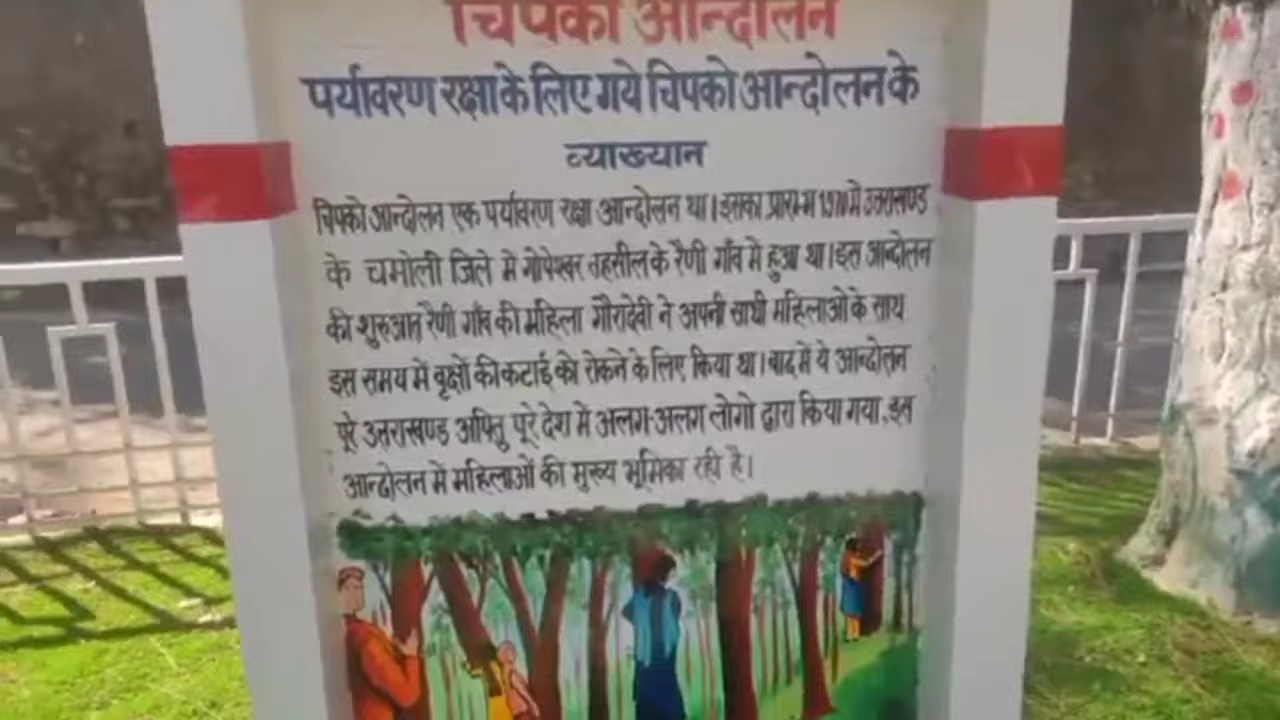 चिपको आन्दोलन
पर्यावरण रक्षा के लिए गये चिपको आन्दोलन के
व्याख्यान
चिपको आन्दोलन एक पर्यावरण रक्षा आन्दोलन था। इसका प्रारम्भ 1970 मे उत्तराखण्ड
के चमोली जिले मे गोपेश्वर तहसील के रैणी गाँव मे हुआ था। इस आन्दोलन
की शुरुआत रैणी गाँव की महिला गौरादेवी ने अपनी साथी महिलाओ के साथ
इस समय में वृक्षों की कटाई को रोकने के लिए किया था। बाद में ये आन्दोलन
पूरे उत्तराखण्ड अपितु पूरे देश में अलग-अलग लोगो द्वारा किया गया, इस
आन्दोलन मे महिलाओं की मुख्य भूमिका रही है।